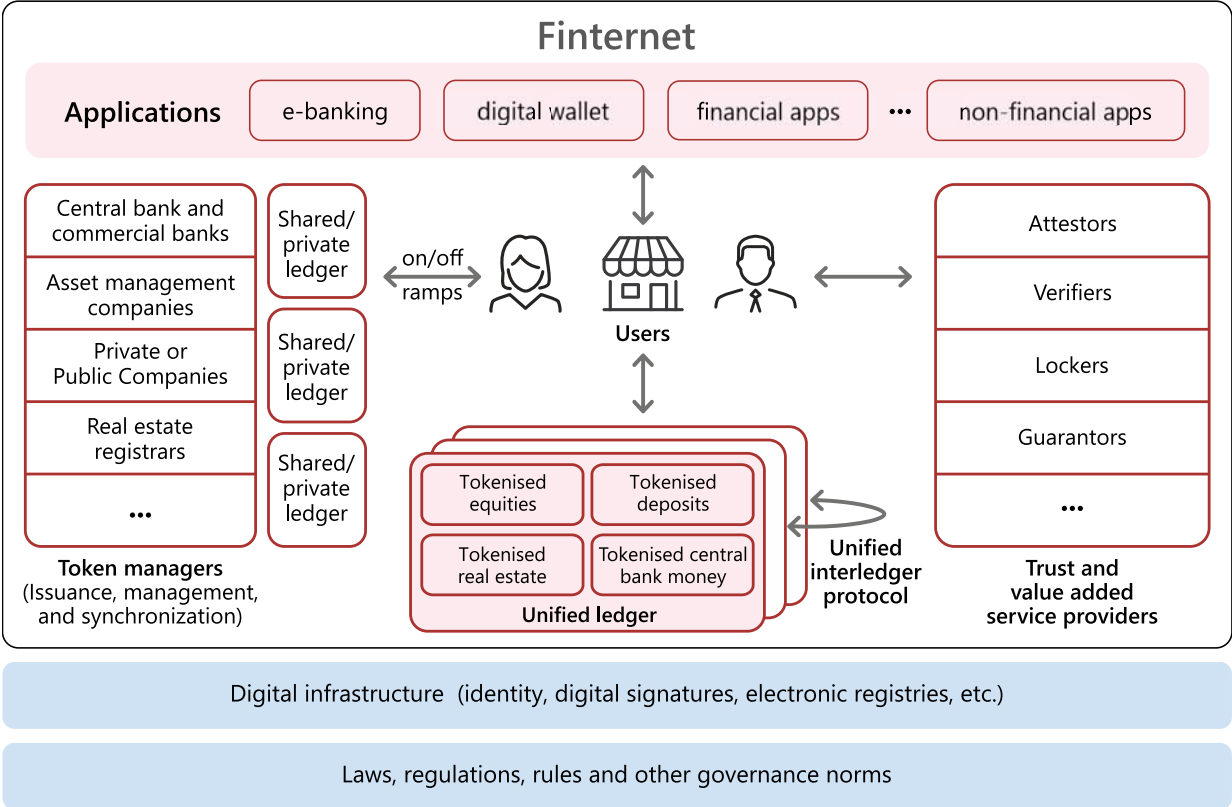 Finternet
Applications
e-banking
digital wallet
financial apps
...
non-financial apps
Central bank and
commercial banks
Asset management
companies
Private or
Public Companies
Real estate
registrars
...
Token managers
(Issuance, management,
and synchronization)
Shared/
private
ledger
Shared/
private
ledger
Shared/
private
ledger
on/off
ramps
Users
Tokenised
equities
Tokenised
deposits
Tokenised
real estate
Tokenised central
bank money
Unified ledger
Unified
interledger
protocol
Attestors
Verifiers
Lockers
Guarantors
...
Trust and
value added
service providers
Digital infrastructure (identity, digital signatures, electronic registries, etc.)
Laws, regulations, rules and other governance norms